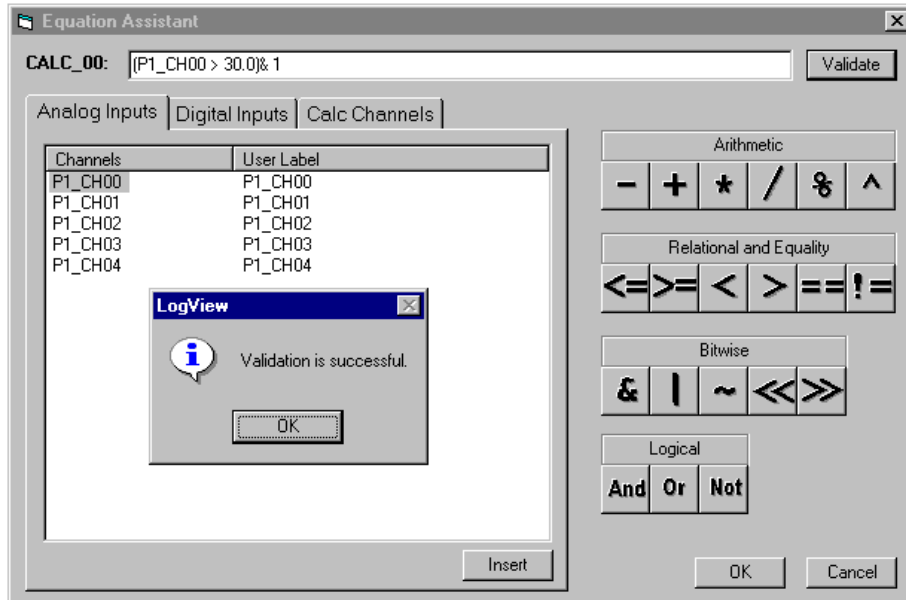 Equation Assistant
CALC_00: (P1_CH00 > 30.0)& 1 Validate
Analog Inputs Digital Inputs Calc Channels
Channels User Label
P1_CH00 P1_CH00
P1_CH01 P1_CH01
P1_CH02 P1_CH02
P1_CH03 P1_CH03
P1_CH04 P1_CH04
LogView
Validation is successful.
OK
Insert
Arithmetic
- + * / % ^
Relational and Equality
<= >= < > == !=
Bitwise
& | ~ << >>
Logical
And Or Not
OK Cancel